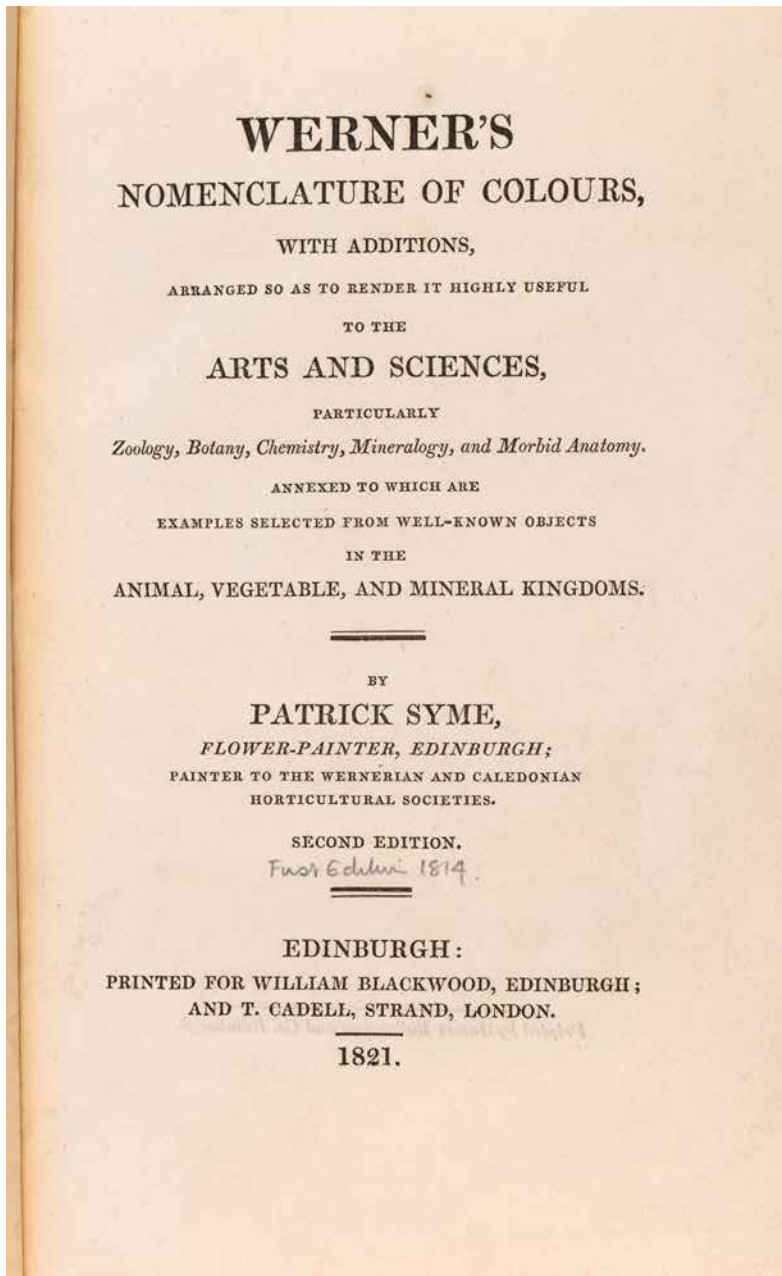 WERNER'S
NOMENCLATURE OF COLOURS,
WITH ADDITIONS,
ARRANGED SO AS TO RENDER IT HIGHLY USEFUL
TO THE
ARTS AND SCIENCES,
PARTICULARLY
Zoology, Botany, Chemistry, Mineralogy, and Morbid Anatomy.
ANNEXED TO WHICH ARE
EXAMPLES SELECTED FROM WELL-KNOWN OBJECTS
IN THE
ANIMAL, VEGETABLE, AND MINERAL KINGDOMS.
BY
PATRICK SYME,
FLOWER-PAINTER, EDINBURGH;
PAINTER TO THE WERNERIAN AND CALEDONIAN
HORTICULTURAL SOCIETIES.
SECOND EDITION.
First Edition 1814.
EDINBURGH:
PRINTED FOR WILLIAM BLACKWOOD, EDINBURGH;
AND T. CADELL, STRAND, LONDON.
1821.